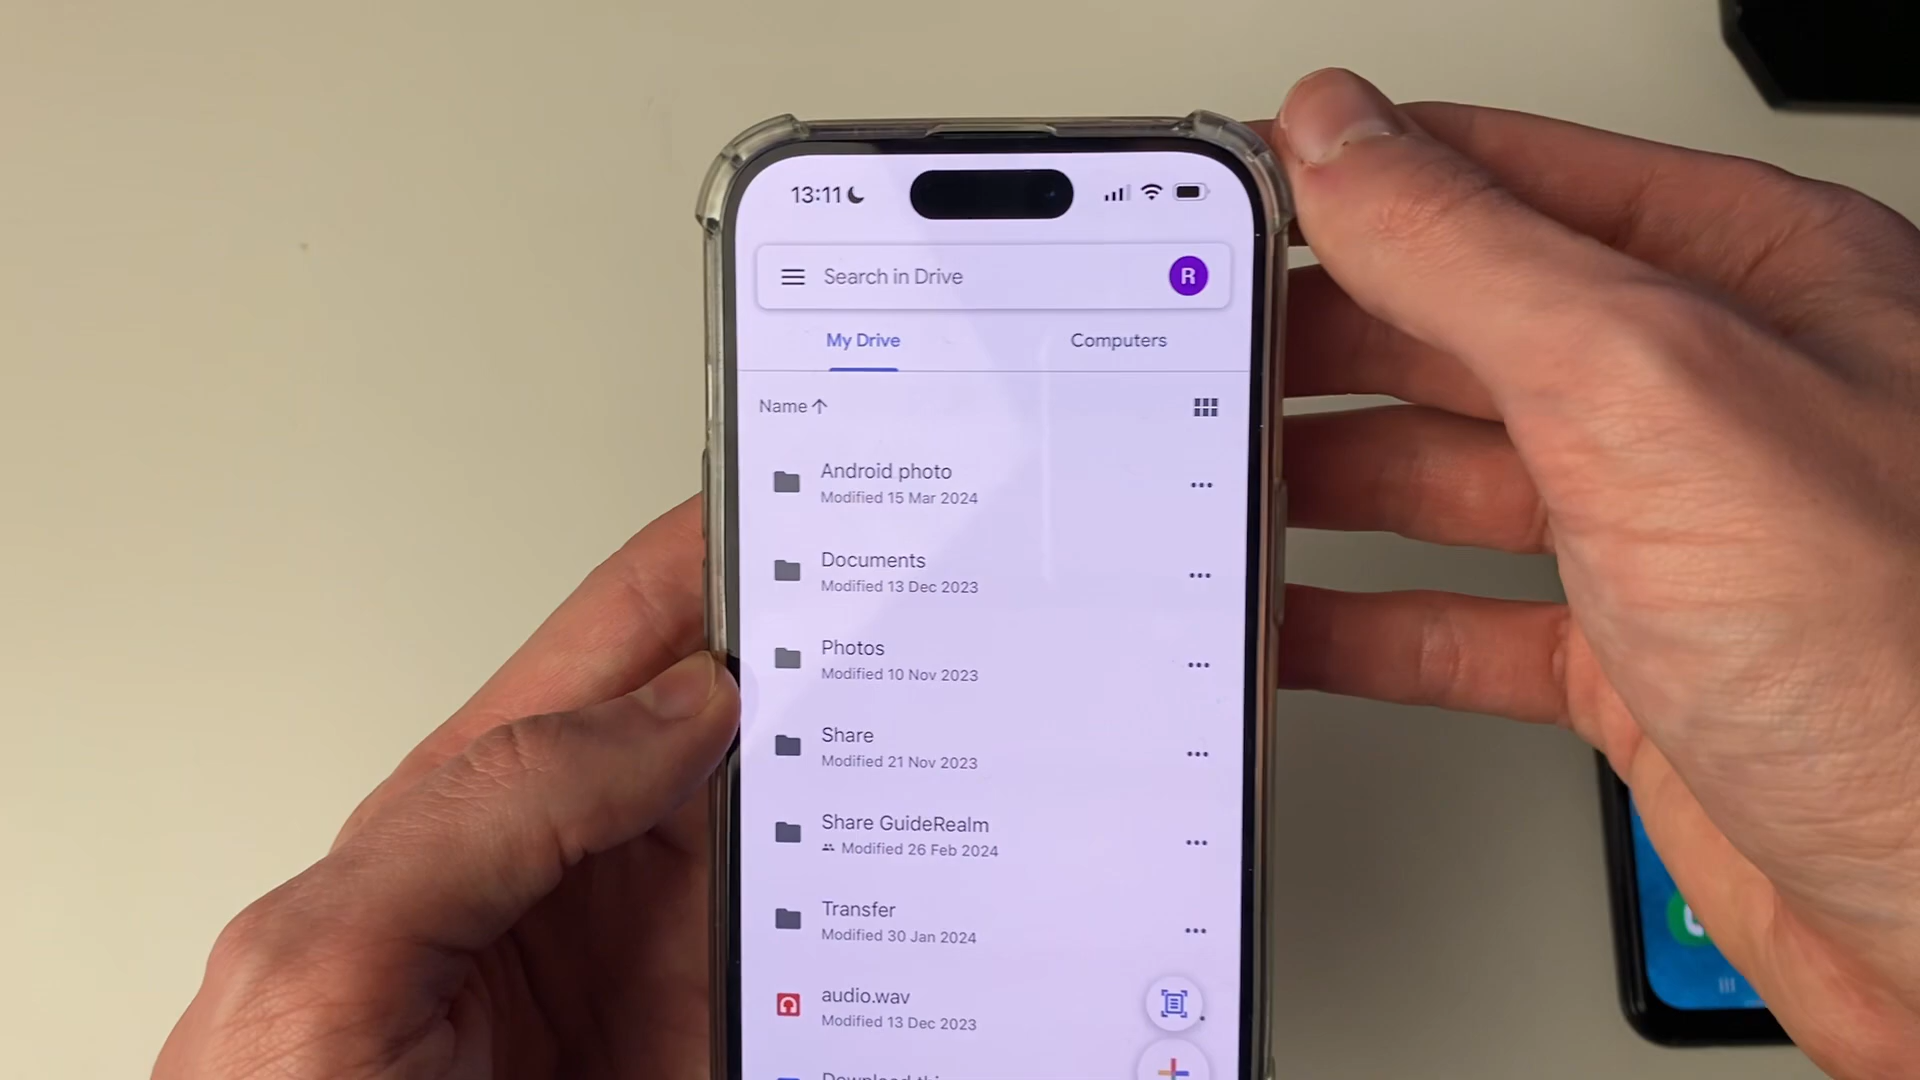 13:11
Search in Drive
R
My Drive
Computers
Name
Android photo
Modified 15 Mar 2024
Documents
Modified 13 Dec 2023
Photos
Modified 10 Nov 2023
Share
Modified 21 Nov 2023
Share GuideRealm
Modified 26 Feb 2024
Transfer
Modified 30 Jan 2024
audio.wav
Modified 13 Dec 2023